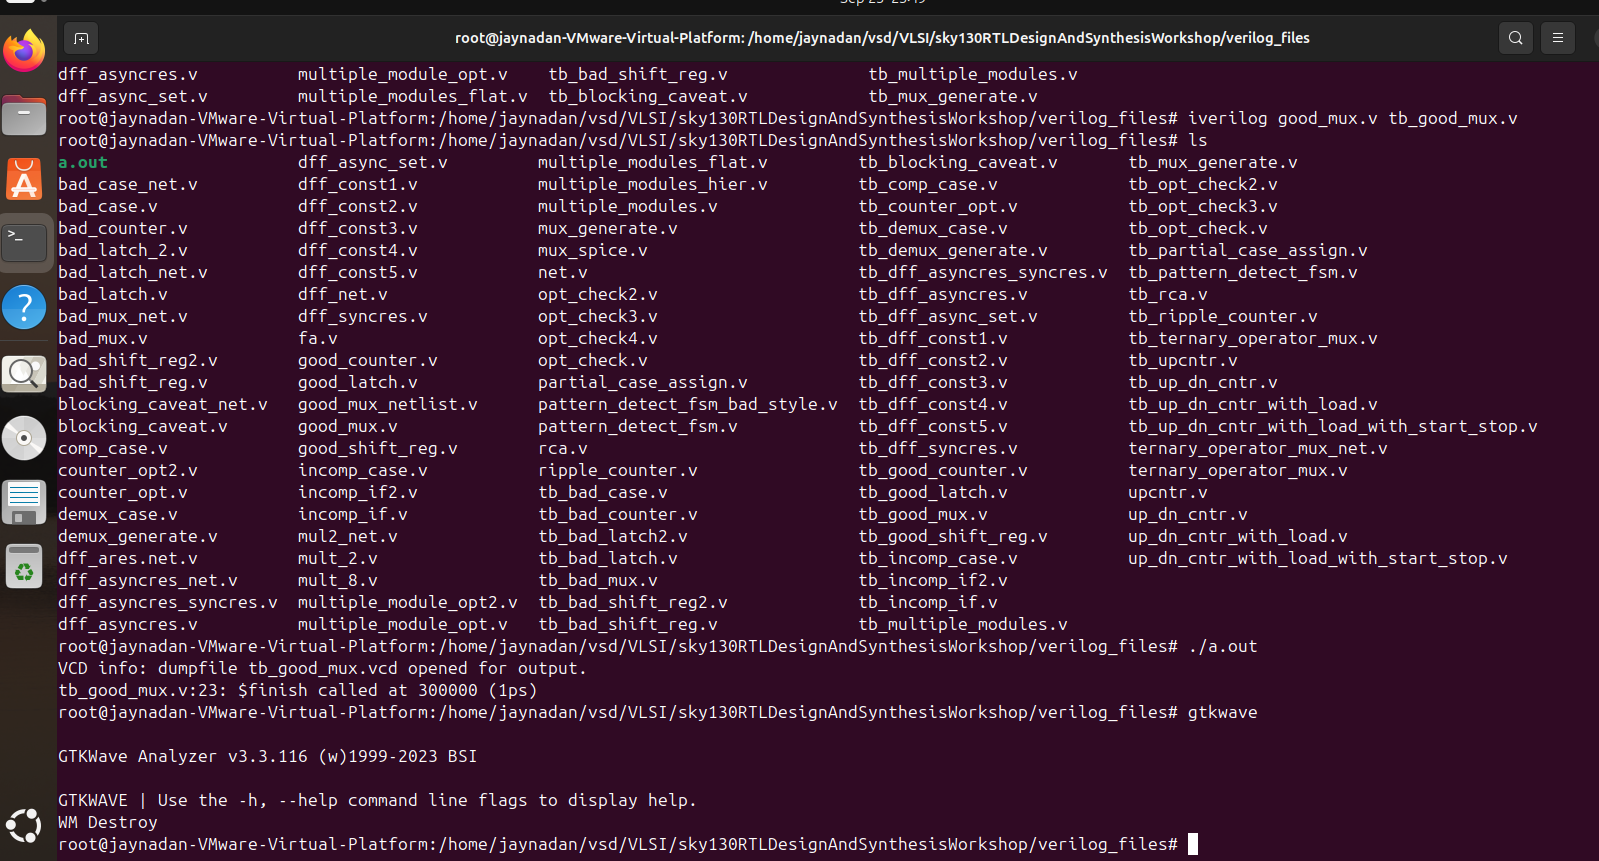 root@jaynadan-VMware-Virtual-Platform: /home/jaynadan/vsd/VLSI/sky130RTLDesignAndSynthesisWorkshop/verilog_files
dff_asyncres.v multiple_module_opt.v tb_bad_shift_reg.v tb_multiple_modules.v
dff_async_set.v multiple_modules_flat.v tb_blocking_caveat.v tb_mux_generate.v
root@jaynadan-VMware-Virtual-Platform:/home/jaynadan/vsd/VLSI/sky130RTLDesignAndSynthesisWorkshop/verilog_files# iverilog good_mux.v tb_good_mux.v
root@jaynadan-VMware-Virtual-Platform:/home/jaynadan/vsd/VLSI/sky130RTLDesignAndSynthesisWorkshop/verilog_files# ls
a.out dff_async_set.v multiple_modules_flat.v tb_blocking_caveat.v tb_mux_generate.v
bad_case_net.v dff_const1.v multiple_modules_hier.v tb_comp_case.v tb_opt_check2.v
bad_case.v dff_const2.v multiple_modules.v tb_counter_opt.v tb_opt_check3.v
bad_counter.v dff_const3.v mux_generate.v tb_demux_case.v tb_opt_check.v
bad_latch_2.v dff_const4.v mux_spice.v tb_demux_generate.v tb_partial_case_assign.v
bad_latch_net.v dff_const5.v net.v tb_dff_asyncres_syncres.v tb_pattern_detect_fsm.v
bad_latch.v dff_net.v opt_check2.v tb_dff_asyncres.v tb_rca.v
bad_mux_net.v dff_syncres.v opt_check3.v tb_dff_async_set.v tb_ripple_counter.v
bad_mux.v fa.v opt_check4.v tb_dff_const1.v tb_ternary_operator_mux.v
bad_shift_reg2.v good_counter.v opt_check.v tb_dff_const2.v tb_upcntr.v
bad_shift_reg.v good_latch.v partial_case_assign.v tb_dff_const3.v tb_up_dn_cntr.v
blocking_caveat_net.v good_mux_netlist.v pattern_detect_fsm_bad_style.v tb_dff_const4.v tb_up_dn_cntr_with_load.v
blocking_caveat.v good_mux.v pattern_detect_fsm.v tb_dff_const5.v tb_up_dn_cntr_with_load_with_start_stop.v
comp_case.v good_shift_reg.v rca.v tb_dff_syncres.v ternary_operator_mux_net.v
counter_opt2.v incomp_case.v ripple_counter.v tb_good_counter.v ternary_operator_mux.v
counter_opt.v incomp_if2.v tb_bad_case.v tb_good_latch.v upcntr.v
demux_case.v incomp_if.v tb_bad_counter.v tb_good_mux.v up_dn_cntr.v
demux_generate.v mul2_net.v tb_bad_latch2.v tb_good_shift_reg.v up_dn_cntr_with_load.v
dff_ares.net.v mult_2.v tb_bad_latch.v tb_incomp_case.v up_dn_cntr_with_load_with_start_stop.v
dff_asyncres_net.v mult_8.v tb_bad_mux.v tb_incomp_if2.v
dff_asyncres_syncres.v multiple_module_opt2.v tb_bad_shift_reg2.v tb_incomp_if.v
dff_asyncres.v multiple_module_opt.v tb_bad_shift_reg.v tb_multiple_modules.v
root@jaynadan-VMware-Virtual-Platform:/home/jaynadan/vsd/VLSI/sky130RTLDesignAndSynthesisWorkshop/verilog_files# ./a.out
VCD info: dumpfile tb_good_mux.vcd opened for output.
tb_good_mux.v:23: $finish called at 300000 (1ps)
root@jaynadan-VMware-Virtual-Platform:/home/jaynadan/vsd/VLSI/sky130RTLDesignAndSynthesisWorkshop/verilog_files# gtkwave
GTKWave Analyzer v3.3.116 (w)1999-2023 BSI
GTKWAVE | Use the -h, --help command line flags to display help.
WM Destroy
root@jaynadan-VMware-Virtual-Platform:/home/jaynadan/vsd/VLSI/sky130RTLDesignAndSynthesisWorkshop/verilog_files#